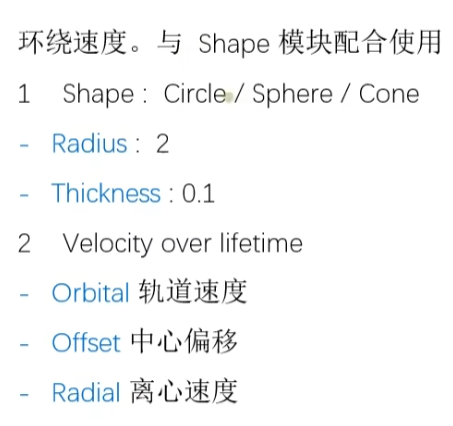 环绕速度。与 Shape 模块配合使用
1 Shape : Circle / Sphere / Cone
- Radius : 2
- Thickness : 0.1
2 Velocity over lifetime
- Orbital 轨道速度
- Offset 中心偏移
- Radial 离心速度